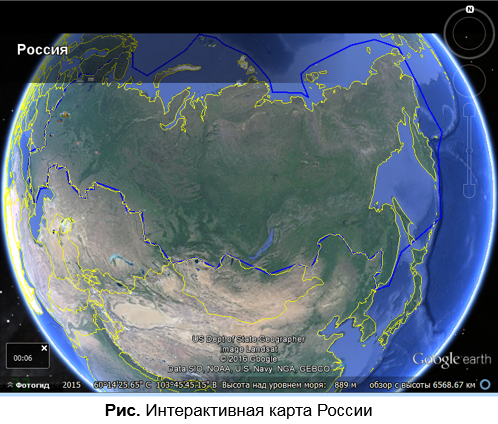 N
Россия
US Dept of State Geographer
Image Landsat
© 2016 Google
Data SIO, NOAA, U.S. Navy, NGA, GEBCO
Google earth
00:06
Фотогид 2015 60°14'25.65" С 103°45'45.15" В Высота над уровнем моря: 889 м обзор с высоты 6568.67 км
Рис. Интерактивная карта России